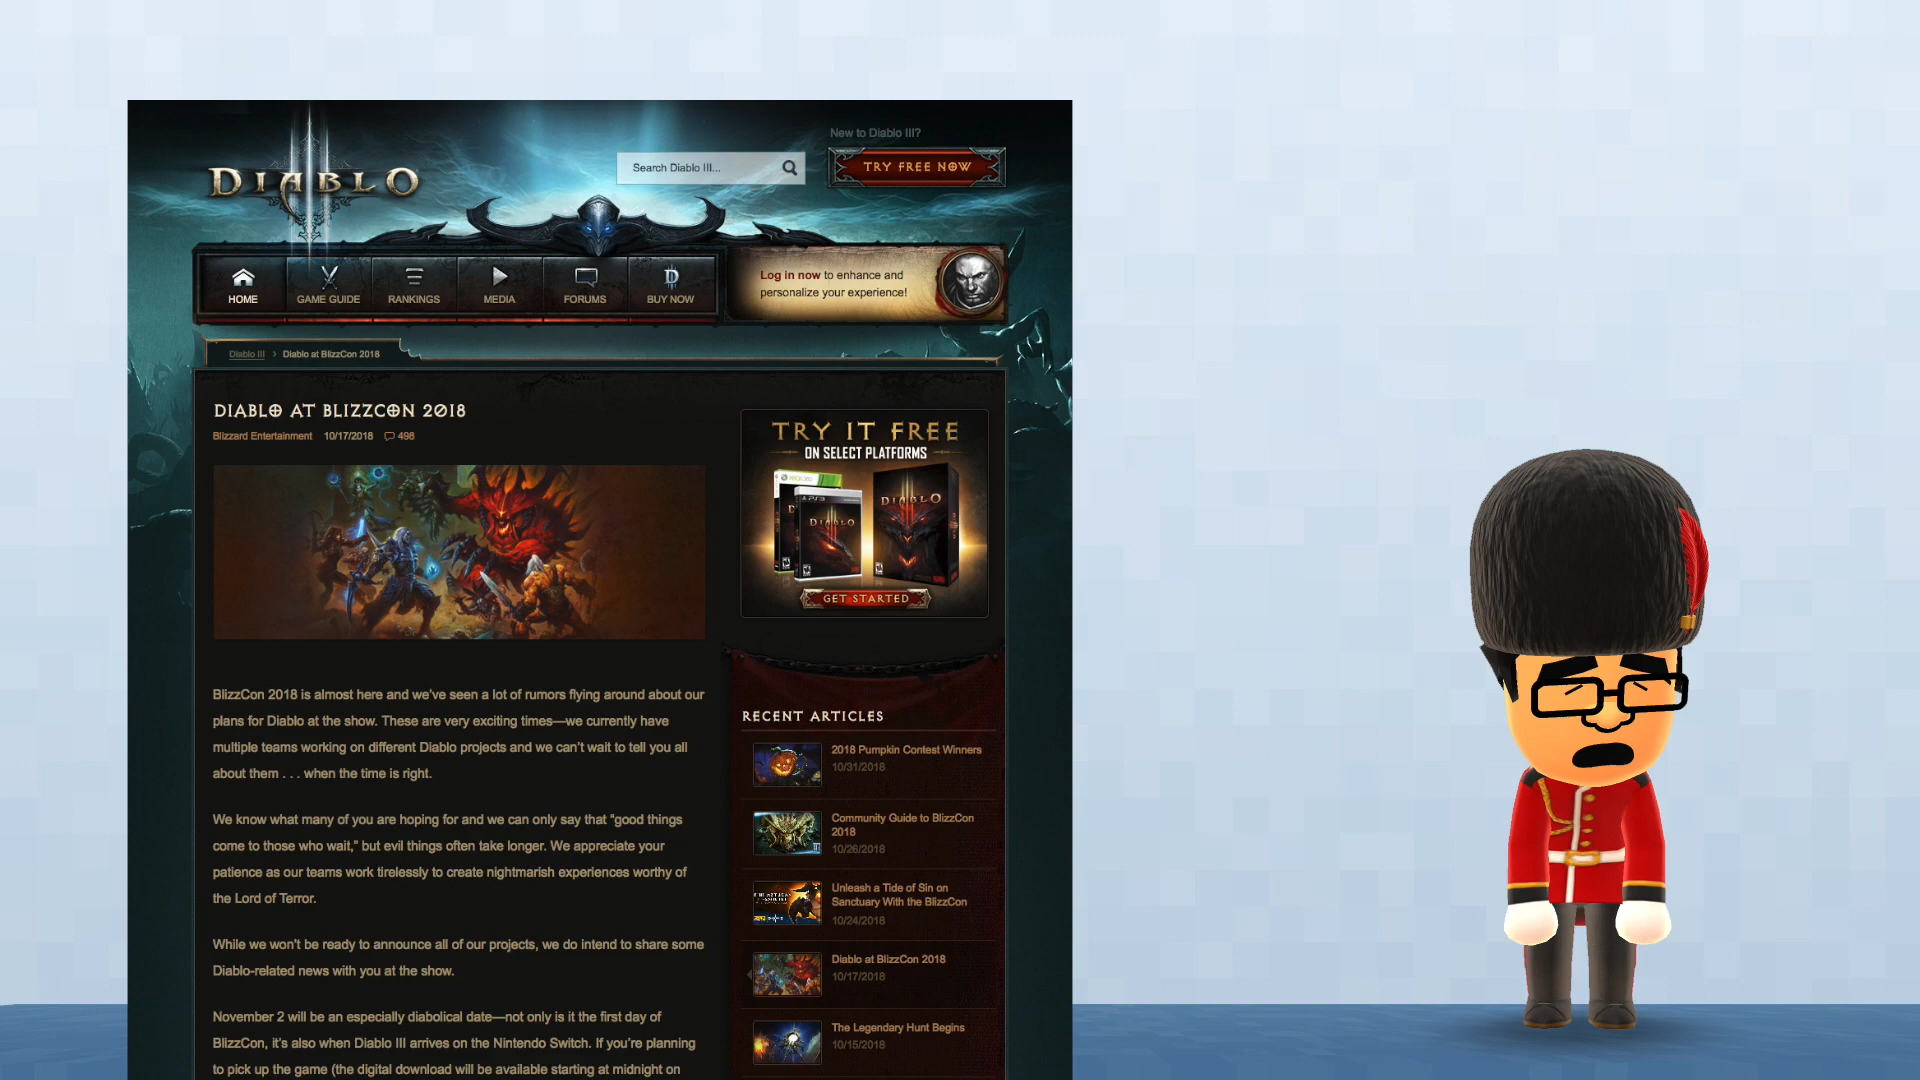 DIABLO
New to Diablo III?
Search Diablo III...
TRY FREE NOW
HOME
GAME GUIDE
RANKINGS
MEDIA
FORUMS
BUY NOW
Log in now to enhance and
personalize your experience!
Diablo III › Diablo at BlizzCon 2018
DIABLO AT BLIZZCON 2018
Blizzard Entertainment 10/17/2018 498
BlizzCon 2018 is almost here and we’ve seen a lot of rumors flying around about our
plans for Diablo at the show. These are very exciting times—we currently have
multiple teams working on different Diablo projects and we can’t wait to tell you all
about them . . . when the time is right.
We know what many of you are hoping for and we can only say that “good things
come to those who wait,” but evil things often take longer. We appreciate your
patience as our teams work tirelessly to create nightmarish experiences worthy of
the Lord of Terror.
While we won’t be ready to announce all of our projects, we do intend to share some
Diablo-related news with you at the show.
November 2 will be an especially diabolical date—not only is it the first day of
BlizzCon, it’s also when Diablo III arrives on the Nintendo Switch. If you’re planning
to pick up the game (the digital download will be available starting at midnight on
TRY IT FREE
ON SELECT PLATFORMS
XBOX 360
PS3
DIABLO
DIABLO
GET STARTED
RECENT ARTICLES
2018 Pumpkin Contest Winners
10/31/2018
Community Guide to BlizzCon
2018
10/26/2018
Unleash a Tide of Sin on
Sanctuary With the BlizzCon
10/24/2018
Diablo at BlizzCon 2018
10/17/2018
The Legendary Hunt Begins
10/15/2018